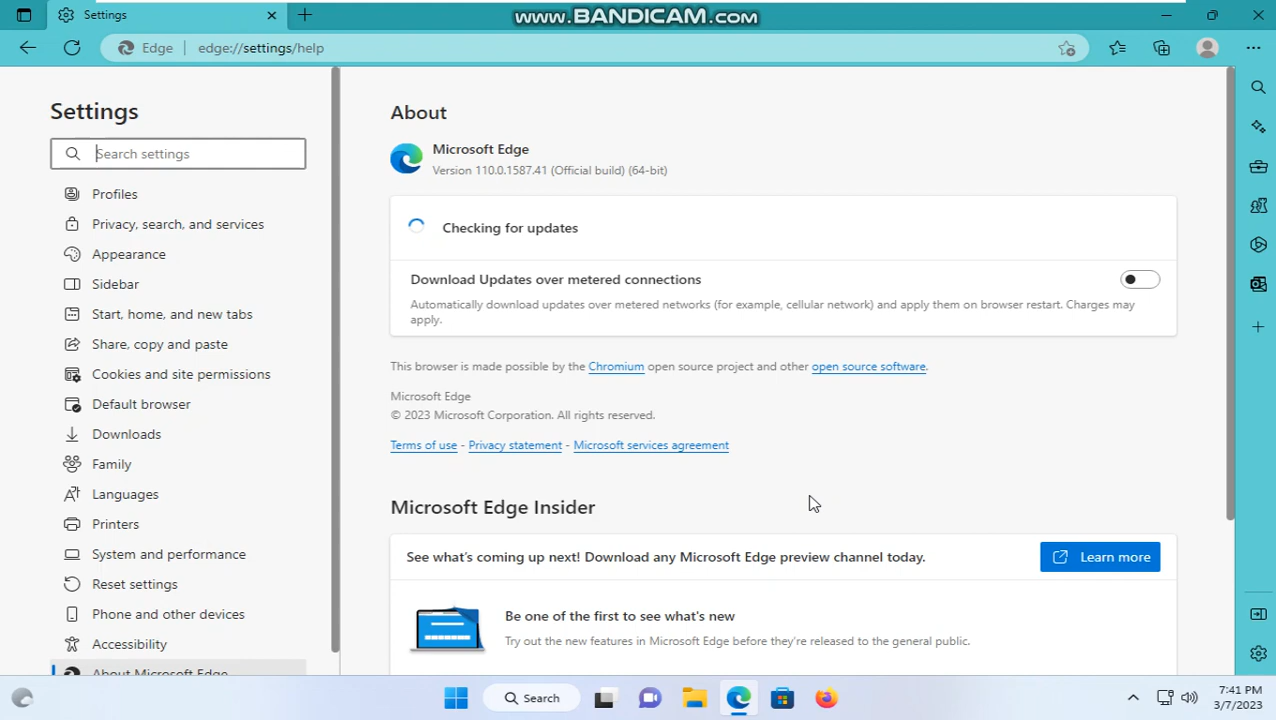 Settings
www.BANDICAM.com
Edge
edge://settings/help
Settings
Search settings
Profiles
Privacy, search, and services
Appearance
Sidebar
Start, home, and new tabs
Share, copy and paste
Cookies and site permissions
Default browser
Downloads
Family
Languages
Printers
System and performance
Reset settings
Phone and other devices
Accessibility
About Microsoft Edge
About
Microsoft Edge
Version 110.0.1587.41 (Official build) (64-bit)
Checking for updates
Download Updates over metered connections
Automatically download updates over metered networks (for example, cellular network) and apply them on browser restart. Charges may
apply.
This browser is made possible by the Chromium open source project and other open source software.
Microsoft Edge
© 2023 Microsoft Corporation. All rights reserved.
Terms of use - Privacy statement - Microsoft services agreement
Microsoft Edge Insider
See what's coming up next! Download any Microsoft Edge preview channel today.
Learn more
Be one of the first to see what's new
Try out the new features in Microsoft Edge before they're released to the general public.
Search
7:41 PM
3/7/2023